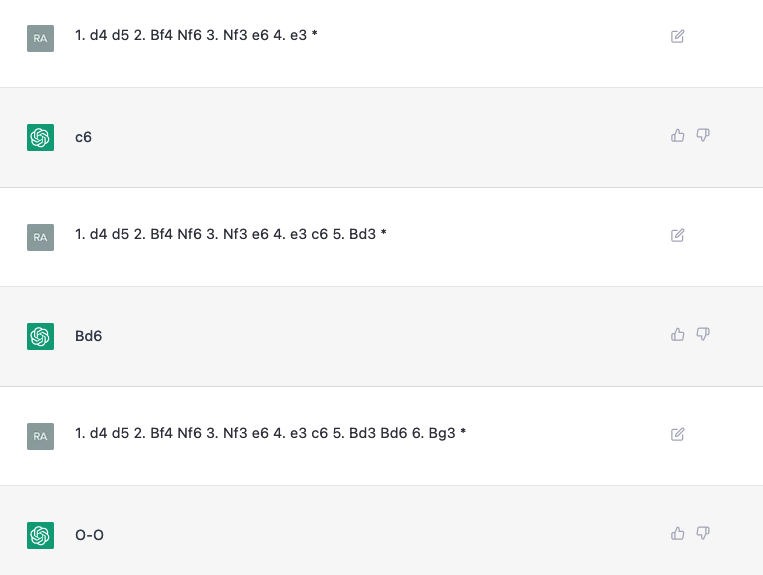 RA
1. d4 d5 2. Bf4 Nf6 3. Nf3 e6 4. e3 *
c6
RA
1. d4 d5 2. Bf4 Nf6 3. Nf3 e6 4. e3 c6 5. Bd3 *
Bd6
RA
1. d4 d5 2. Bf4 Nf6 3. Nf3 e6 4. e3 c6 5. Bd3 Bd6 6. Bg3 *
O-O